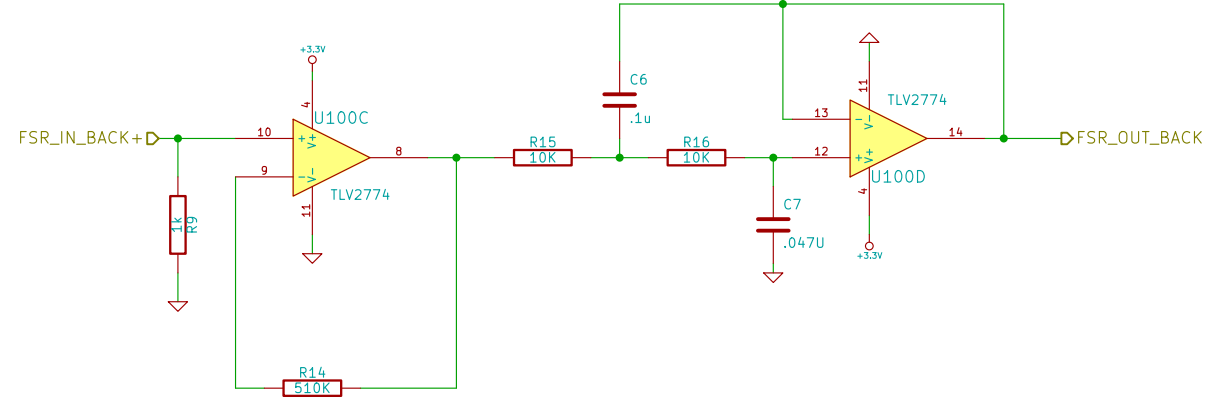 +3.3V
4
U100C
FSR_IN_BACK+
10
+
V+
9
-
V-
8
11
TLV2774
1k
R9
R14
510K
R15
10K
C6
.1u
R16
10K
C7
.047U
11
TLV2774
13
-
V-
12
+
V+
14
U100D
4
+3.3V
FSR_OUT_BACK